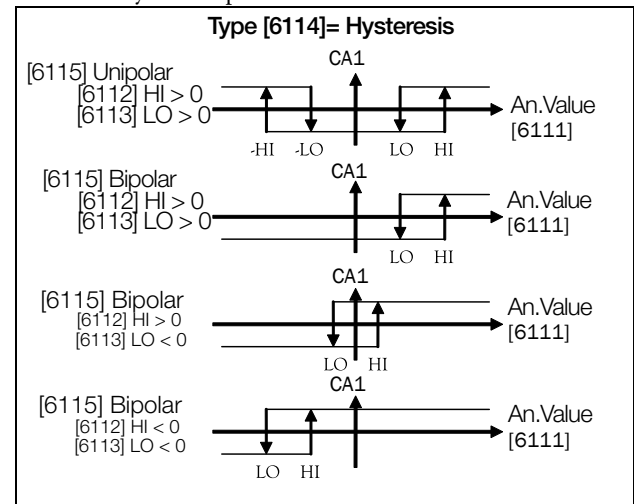 Type [6114]= Hysteresis
CA1
[6115] Unipolar
[6112] HI > 0
[6113] LO > 0
An.Value
[6111]
-HI -LO LO HI
CA1
[6115] Bipolar
[6112] HI > 0
[6113] LO > 0
An.Value
[6111]
LO HI
CA1
[6115] Bipolar
[6112] HI > 0
[6113] LO < 0
An.Value
[6111]
LO HI
CA1
[6115] Bipolar
[6112] HI < 0
[6113] LO < 0
An.Value
[6111]
LO HI